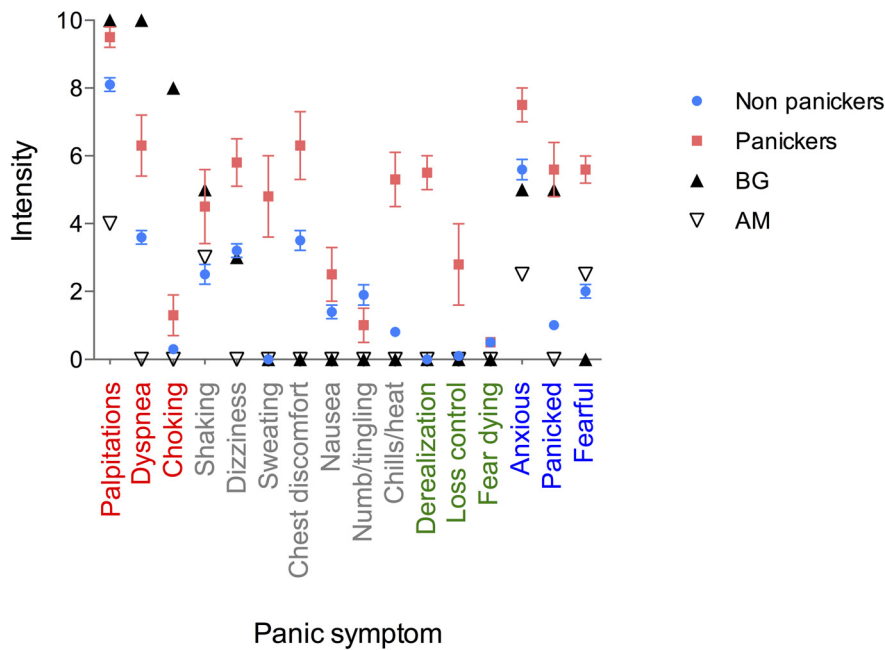 10
8
6
4
2
0
Intensity
Palpitations
Dyspnea
Choking
Shaking
Dizziness
Sweating
Chest discomfort
Nausea
Numb/tingling
Chills/heat
Derealization
Loss control
Fear dying
Anxious
Panicked
Fearful
Panic symptom
Non panickers
Panickers
BG
AM